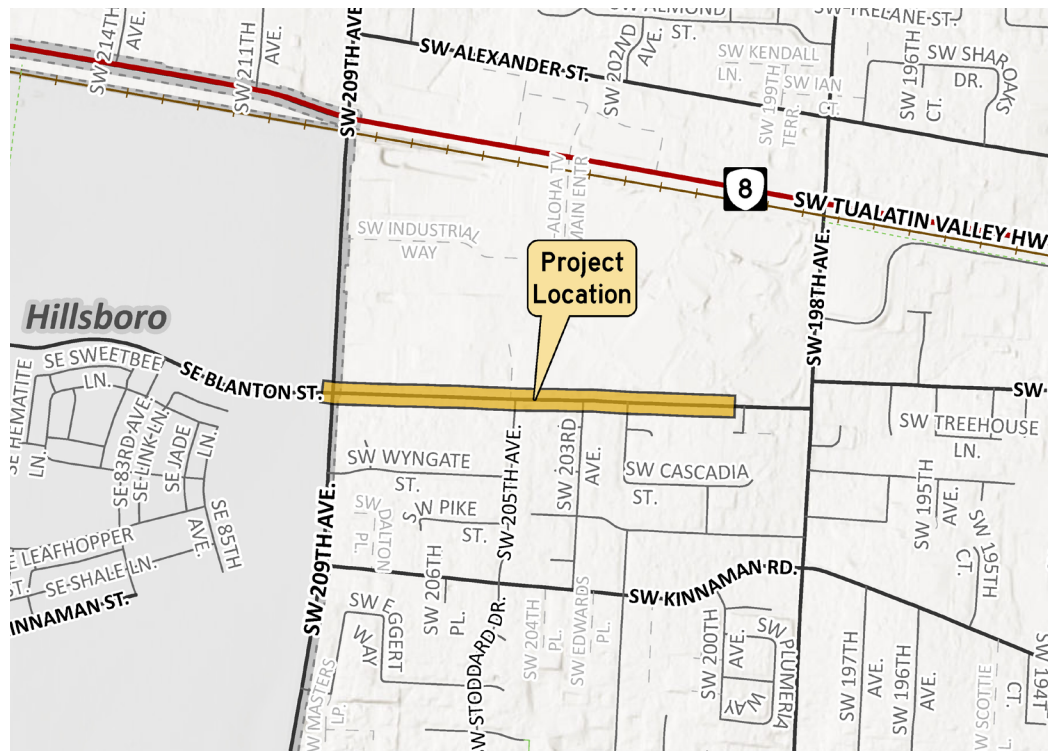 SW 214TH
AVE.
SW 211TH
AVE.
SW-209TH AVE
SW ALEXANDER ST.
SW 202ND
AVE.
SW ALMOND
ST.
SW KENDALL
LN.
SW 199TH
TERR.
SW IAN
CT.
SW-IRELANE-ST.
SW 196TH
CT.
SW SHAR OAKS
DR.
8
SW TUALATIN VALLEY HWY
ALOHA TV
MAIN ENTR
SW INDUSTRIAL
WAY
Project
Location
SW-198TH-AVE.
Hillsboro
SE SWEETBEE
LN.
SE-BLANTON ST.
SE HEMATITE
LN.
SE-83RD-AVE.
SE-LINK-LN.
SE JADE
LN.
SE 85TH
AVE.
LEAFHOPPER
ST.
SE-SHALE LN.
INNAMAN ST.
SW-209TH AVE.
SW WYNGATE
ST.
SW DALTON
PL.
SW PIKE
ST.
SW-205TH-AVE.
SW 203RD
AVE.
SW CASCADIA
ST.
SW
SW TREEHOUSE
LN.
SW 195TH
AVE.
SW 195TH
CT.
SW 206TH
PL.
SW EGGERT
WAY
SW MASTERS
LP.
SW-STODDARD DR.
SW 204TH
PL.
SW EDWARDS
PL.
SW KINNAMAN RD.
SW 200TH
AVE.
SW PLUMERIA
WAY
SW 197TH
AVE.
SW 196TH
AVE.
SW SCOTTIE
SW 194T
CT.